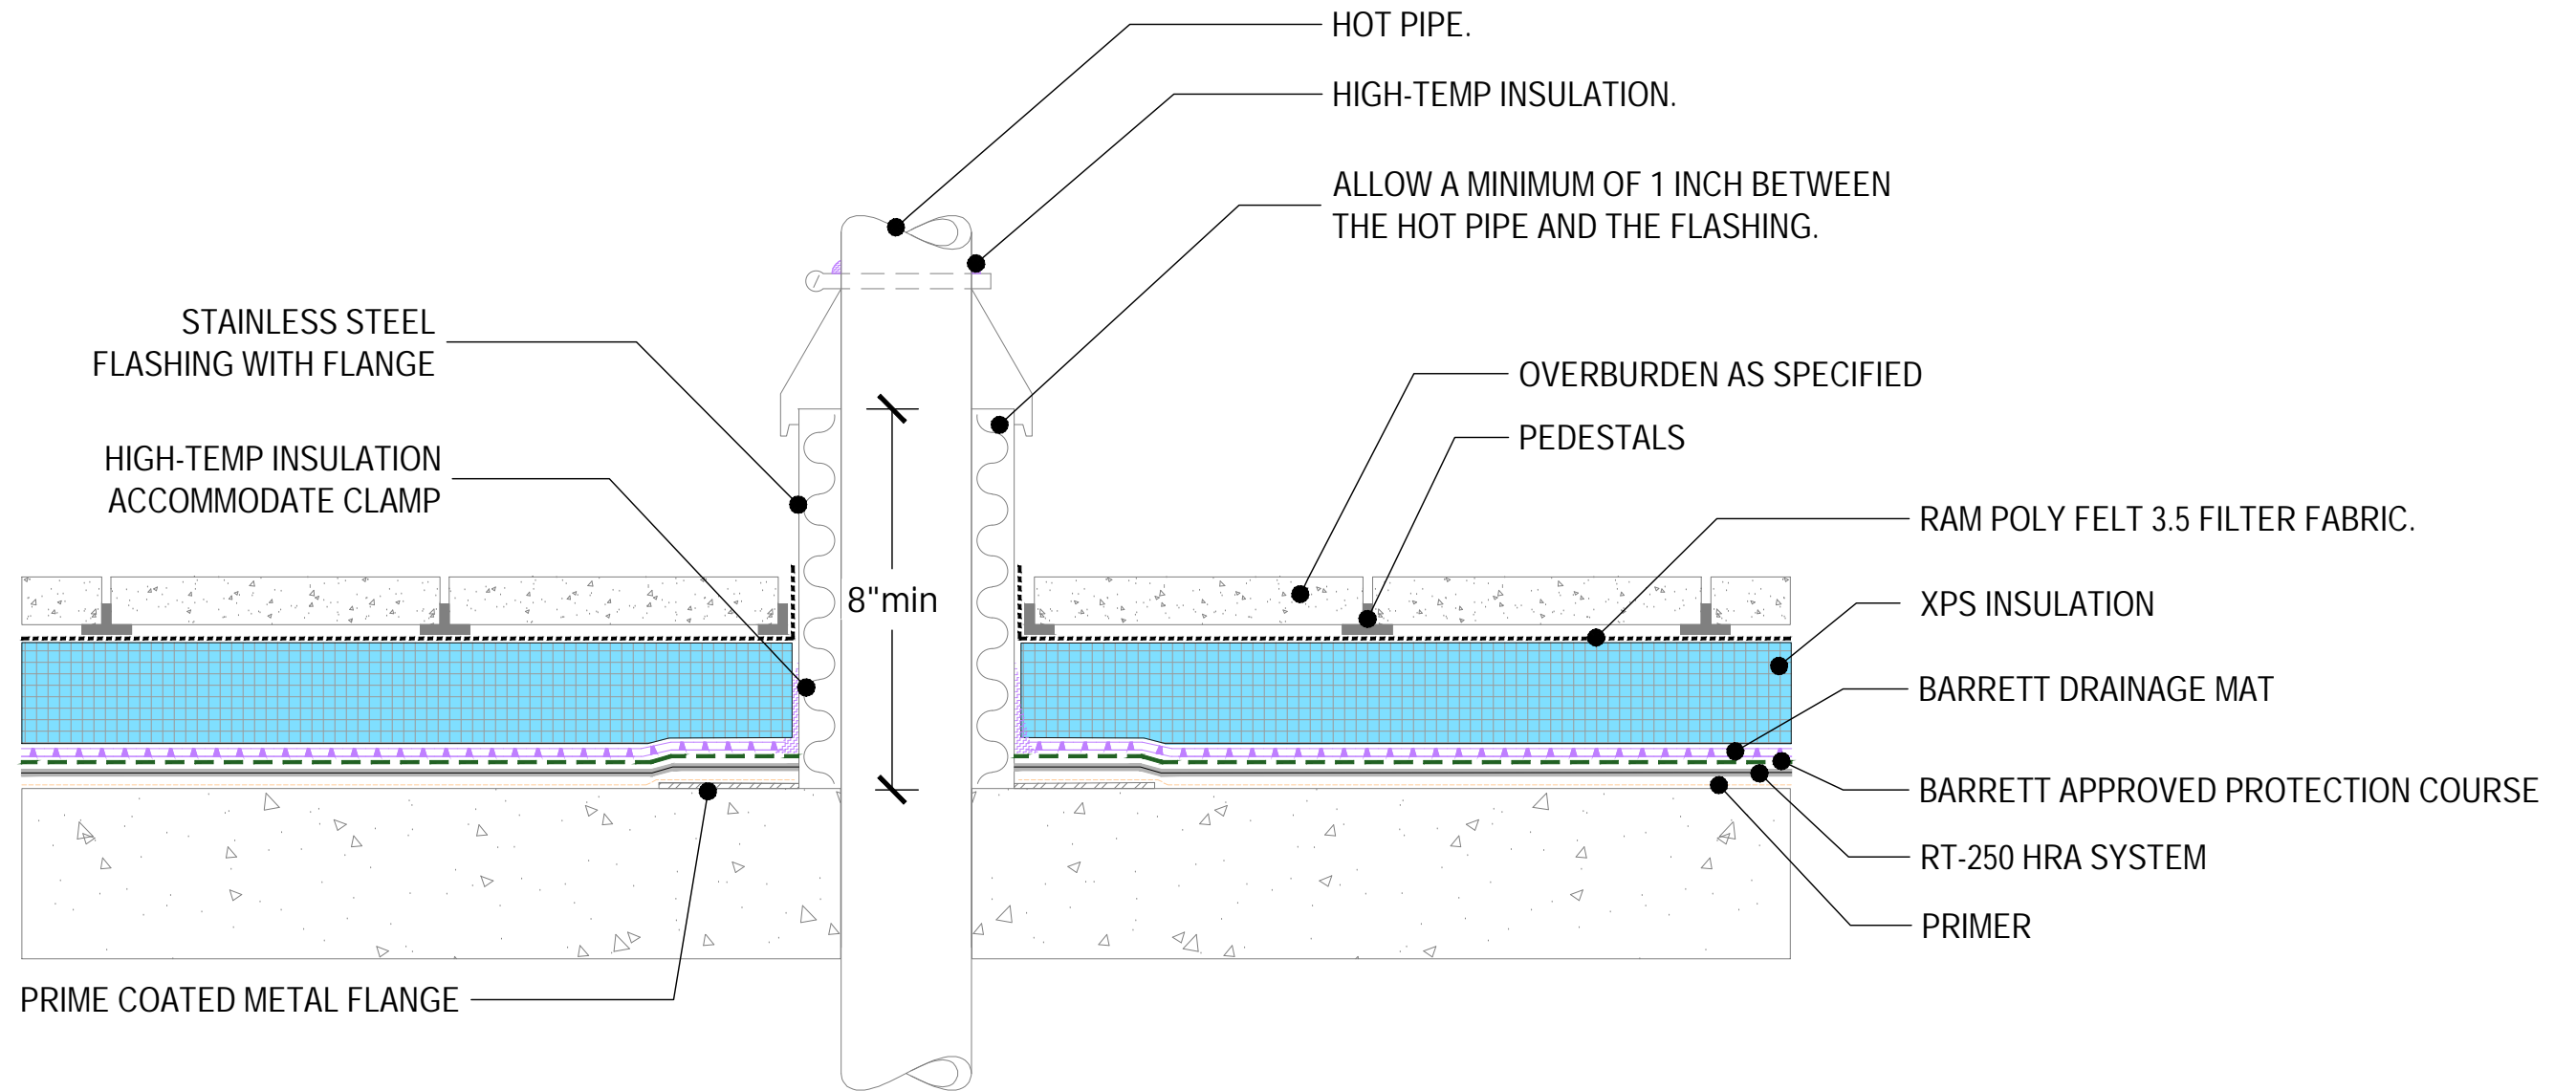 HOT PIPE.
HIGH-TEMP INSULATION.
ALLOW A MINIMUM OF 1 INCH BETWEEN
THE HOT PIPE AND THE FLASHING.
STAINLESS STEEL
FLASHING WITH FLANGE
OVERBURDEN AS SPECIFIED
PEDESTALS
HIGH-TEMP INSULATION
ACCOMMODATE CLAMP
RAM POLY FELT 3.5 FILTER FABRIC.
8"min
XPS INSULATION
BARRETT DRAINAGE MAT
BARRETT APPROVED PROTECTION COURSE
RT-250 HRA SYSTEM
PRIMER
PRIME COATED METAL FLANGE